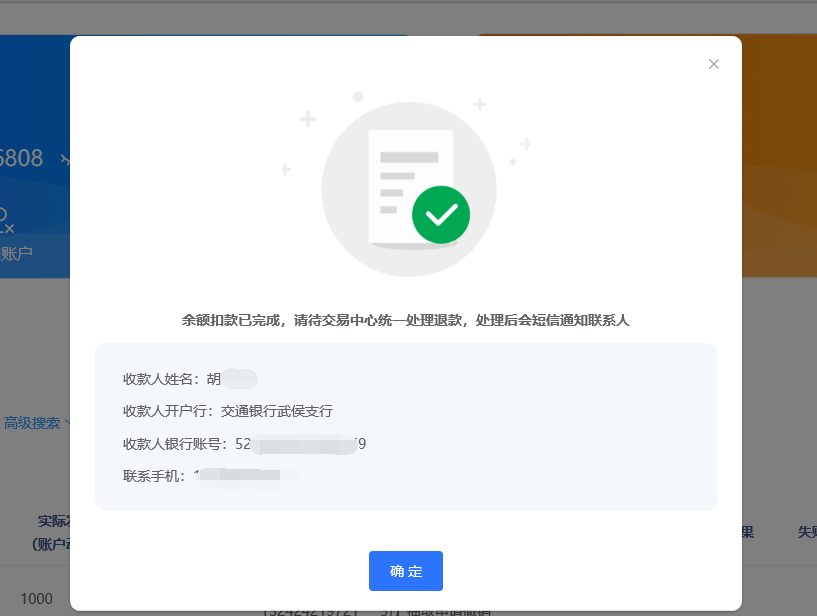 6808
账户
余额扣款已完成，请待交易中心统一处理退款，处理后会短信通知联系人
收款人姓名：胡
收款人开户行：交通银行武侯支行
收款人银行账号：52 59
联系手机：1
高级搜索
实际
(账户
果
失
确 定
1000